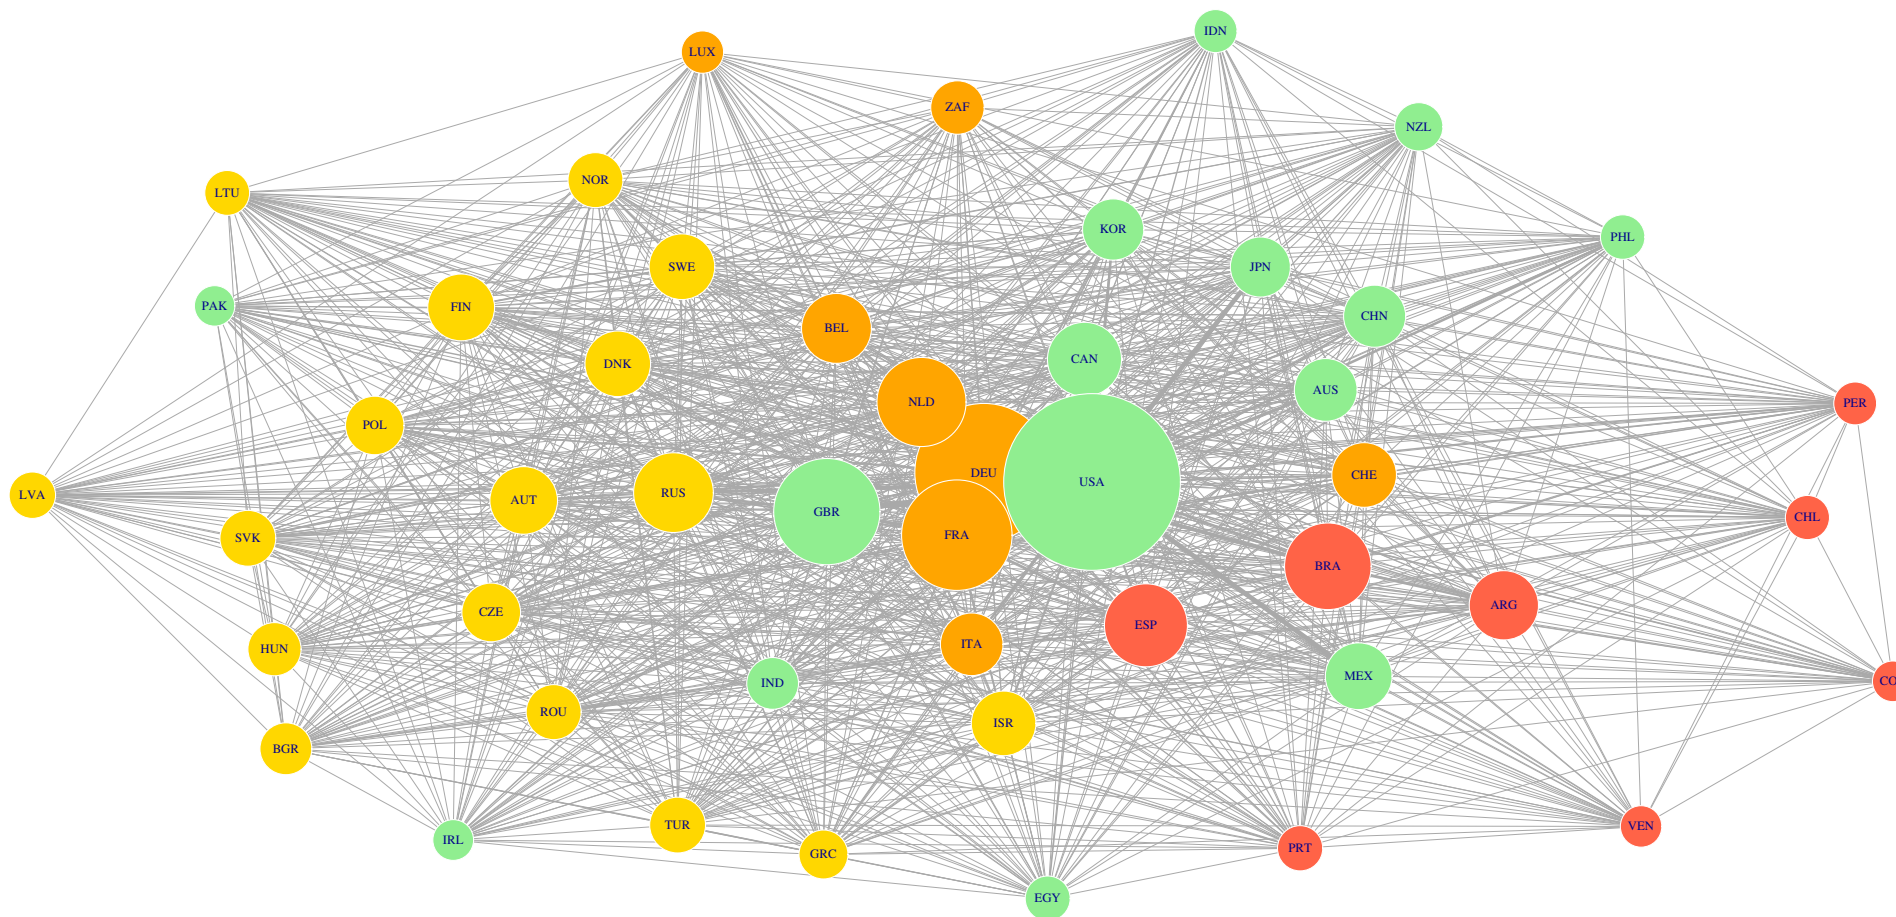 IDN
LUX
ZAF
NZL
NOR
LTU
KOR
PHL
SWE
JPN
PAK
FIN
CHN
BEL
CAN
DNK
AUS
NLD
PER
POL
DEU
CHE
USA
RUS
LVA
AUT
GBR
CHL
FRA
SVK
BRA
ARG
CZE
ESP
ITA
HUN
MEX
IND
CO
ROU
ISR
BGR
TUR
VEN
IRL
PRT
GRC
EGY